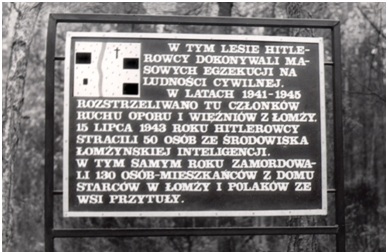 W TYM LESIE HITLE-
ROWCY DOKONYWALI MA-
SOWYCH EGZEKUCJI NA
LUDNOŚCI CYWILNEJ.
W LATACH 1941-1945
ROZSTRZELIWANO TU CZŁONKÓW
RUCHU OPORU I WIĘŹNIÓW Z ŁOMŻY.
15 LIPCA 1943 ROKU HITLEROWCY
STRACILI 50 OSÓB ZE ŚRODOWISKA
ŁOMŻYNSKIEJ INTELIGENCJI.
W TYM SAMYM ROKU ZAMORDOWA-
LI 130 OSÓB-MIESZKAŃCÓW Z DOMU
STARCÓW W ŁOMŻY I POLAKÓW ZE
WSI PRZYTUŁY.